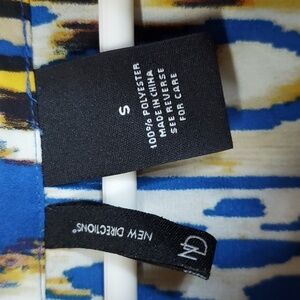 S
100% POLYESTER
MADE IN CHINA
SEE REVERSE
FOR CARE
ND
NEW DIRECTIONS®